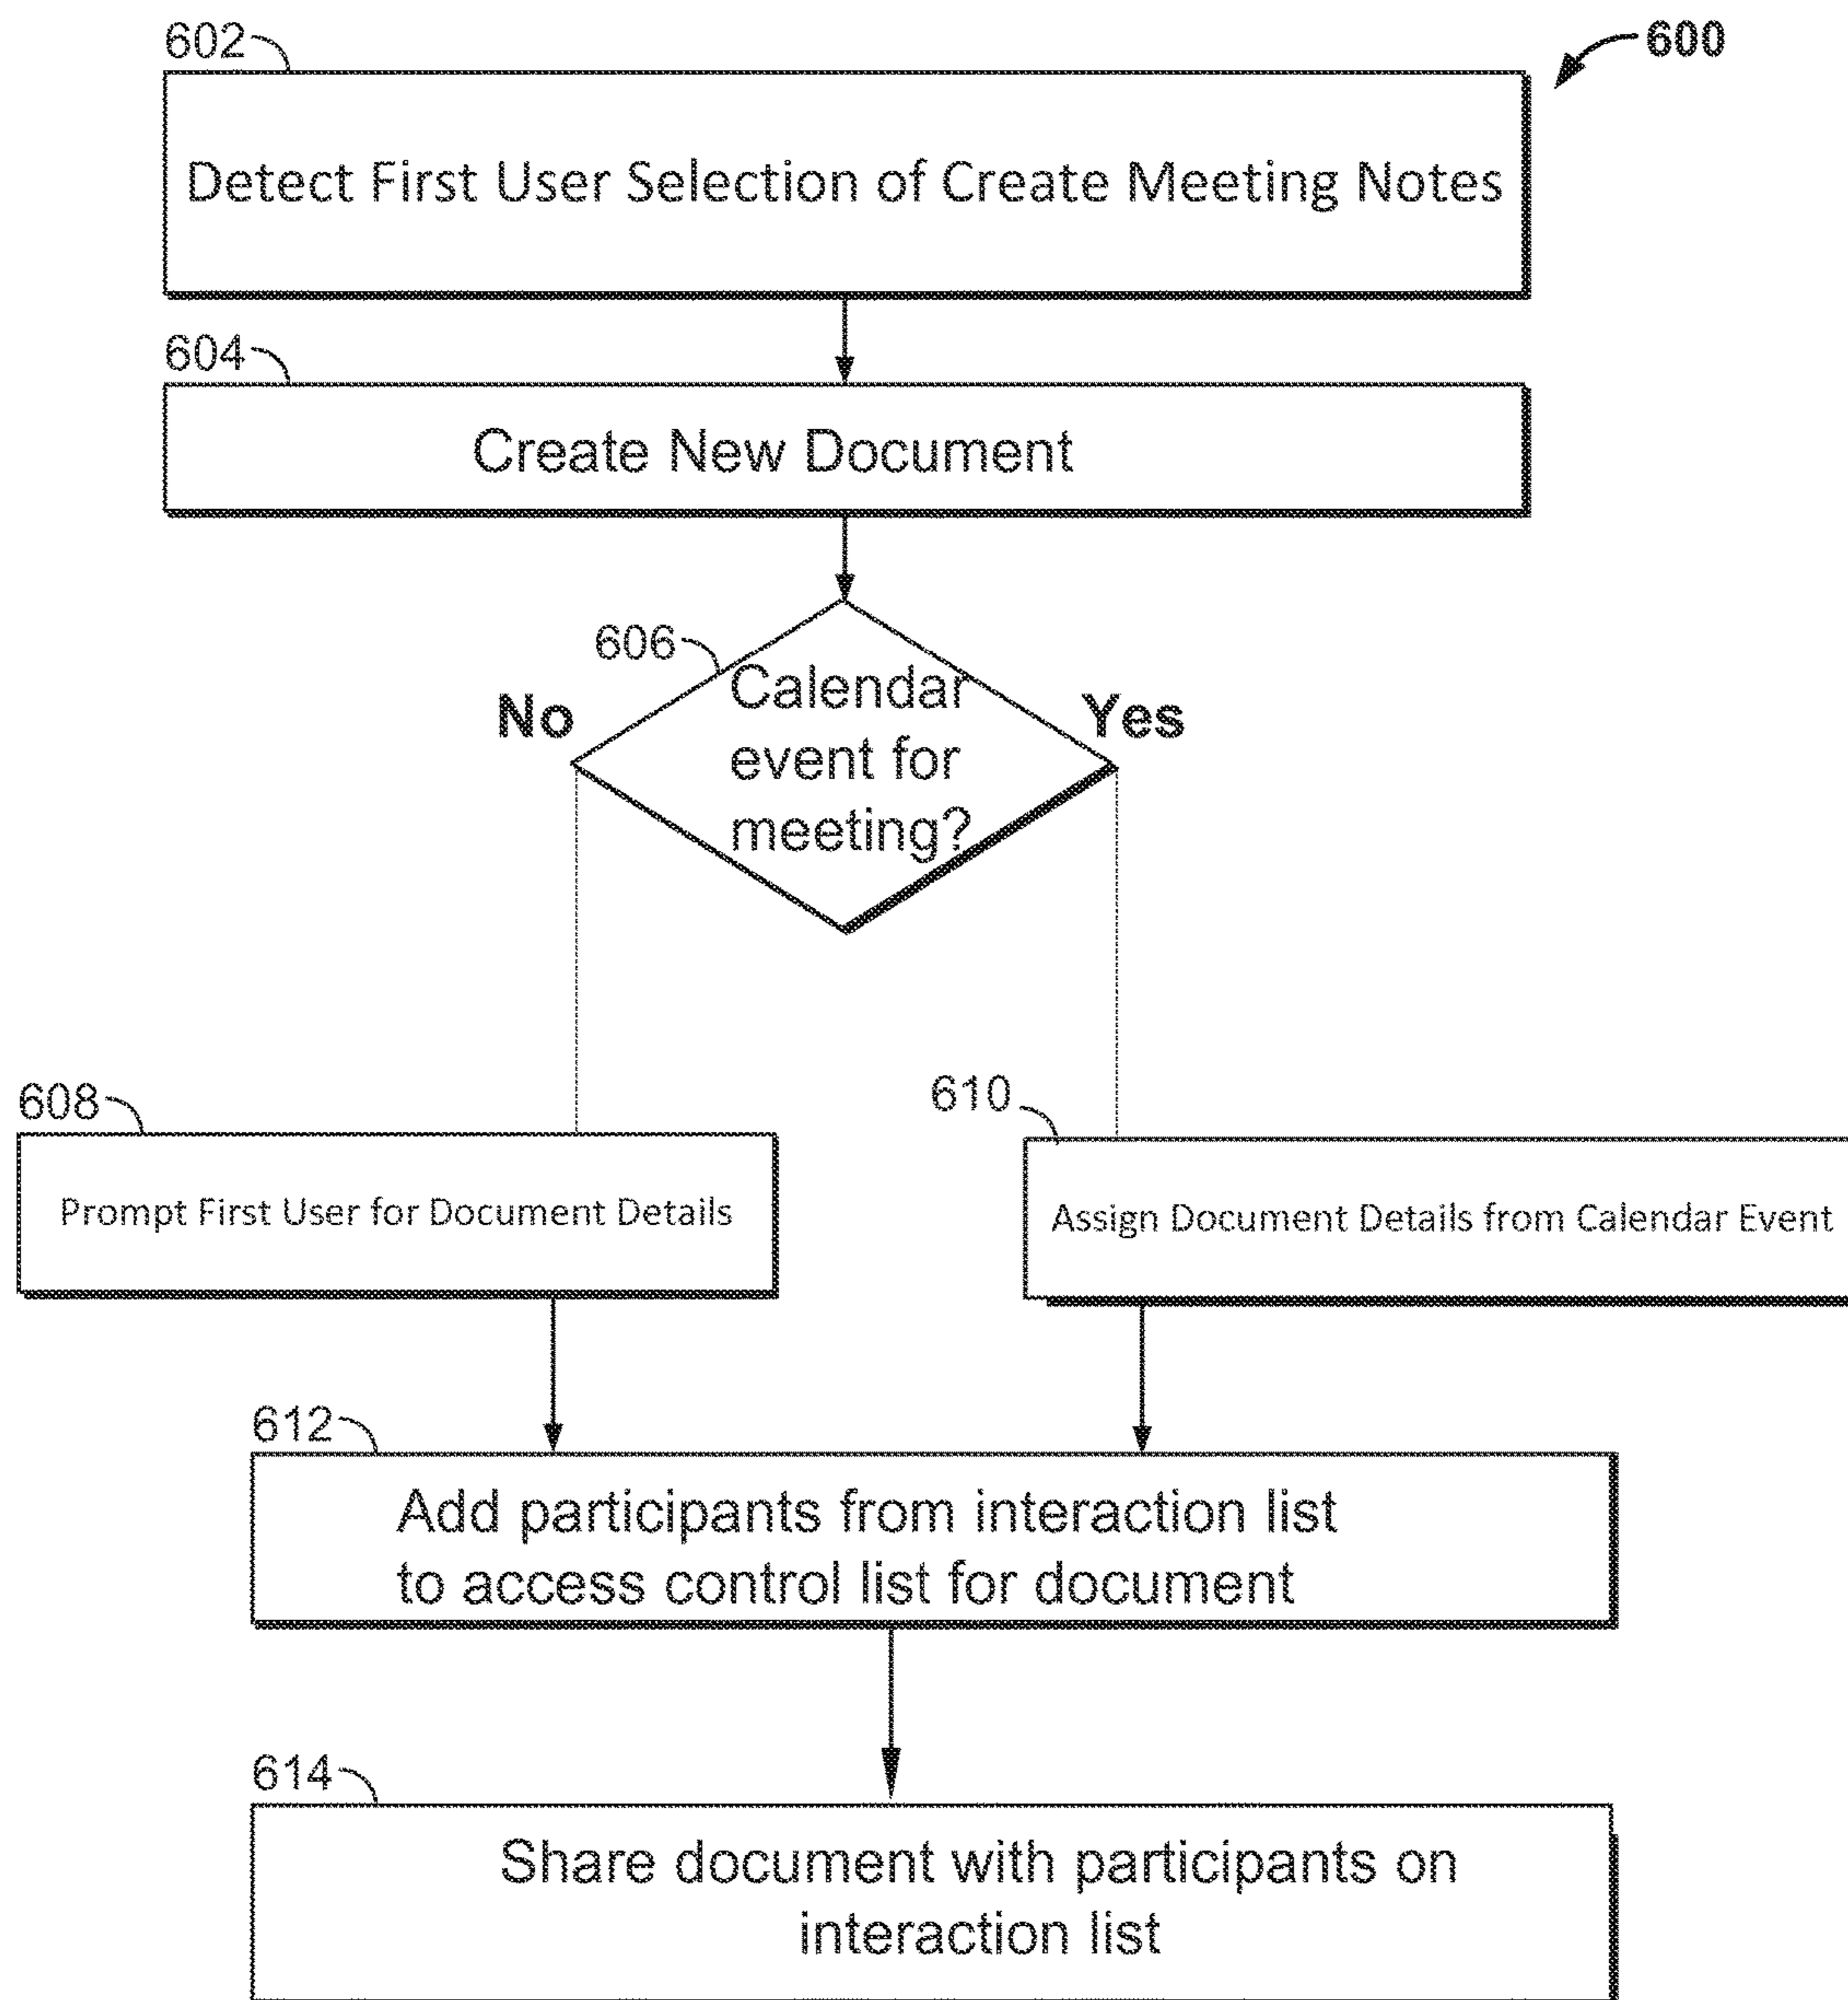 602
600
Detect First User Selection of Create Meeting Notes
604
Create New Document
606
No
Yes
Calendar
event for
meeting?
608
610
Prompt First User for Document Details
Assign Document Details from Calendar Event
612
Add participants from interaction list
to access control list for document
614
Share document with participants on
interaction list